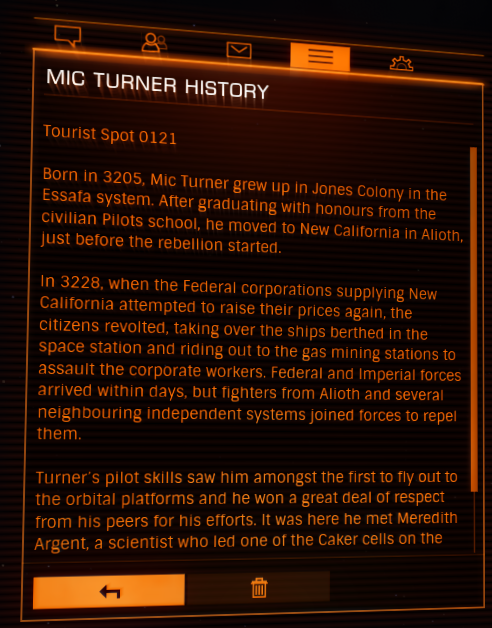 MIC TURNER HISTORY
Tourist Spot 0121
Born in 3205, Mic Turner grew up in Jones Colony in the
Essafa system. After graduating with honours from the
civilian Pilots school, he moved to New California in Alioth,
just before the rebellion started.
In 3228, when the Federal corporations supplying New
California attempted to raise their prices again, the
citizens revolted, taking over the ships berthed in the
space station and riding out to the gas mining stations to
assault the corporate workers. Federal and Imperial forces
arrived within days, but fighters from Alioth and several
neighbouring independent systems joined forces to repel
them.
Turner's pilot skills saw him amongst the first to fly out to
the orbital platforms and he won a great deal of respect
from his peers for his efforts. It was here he met Meredith
Argent, a scientist who led one of the Caker cells on the